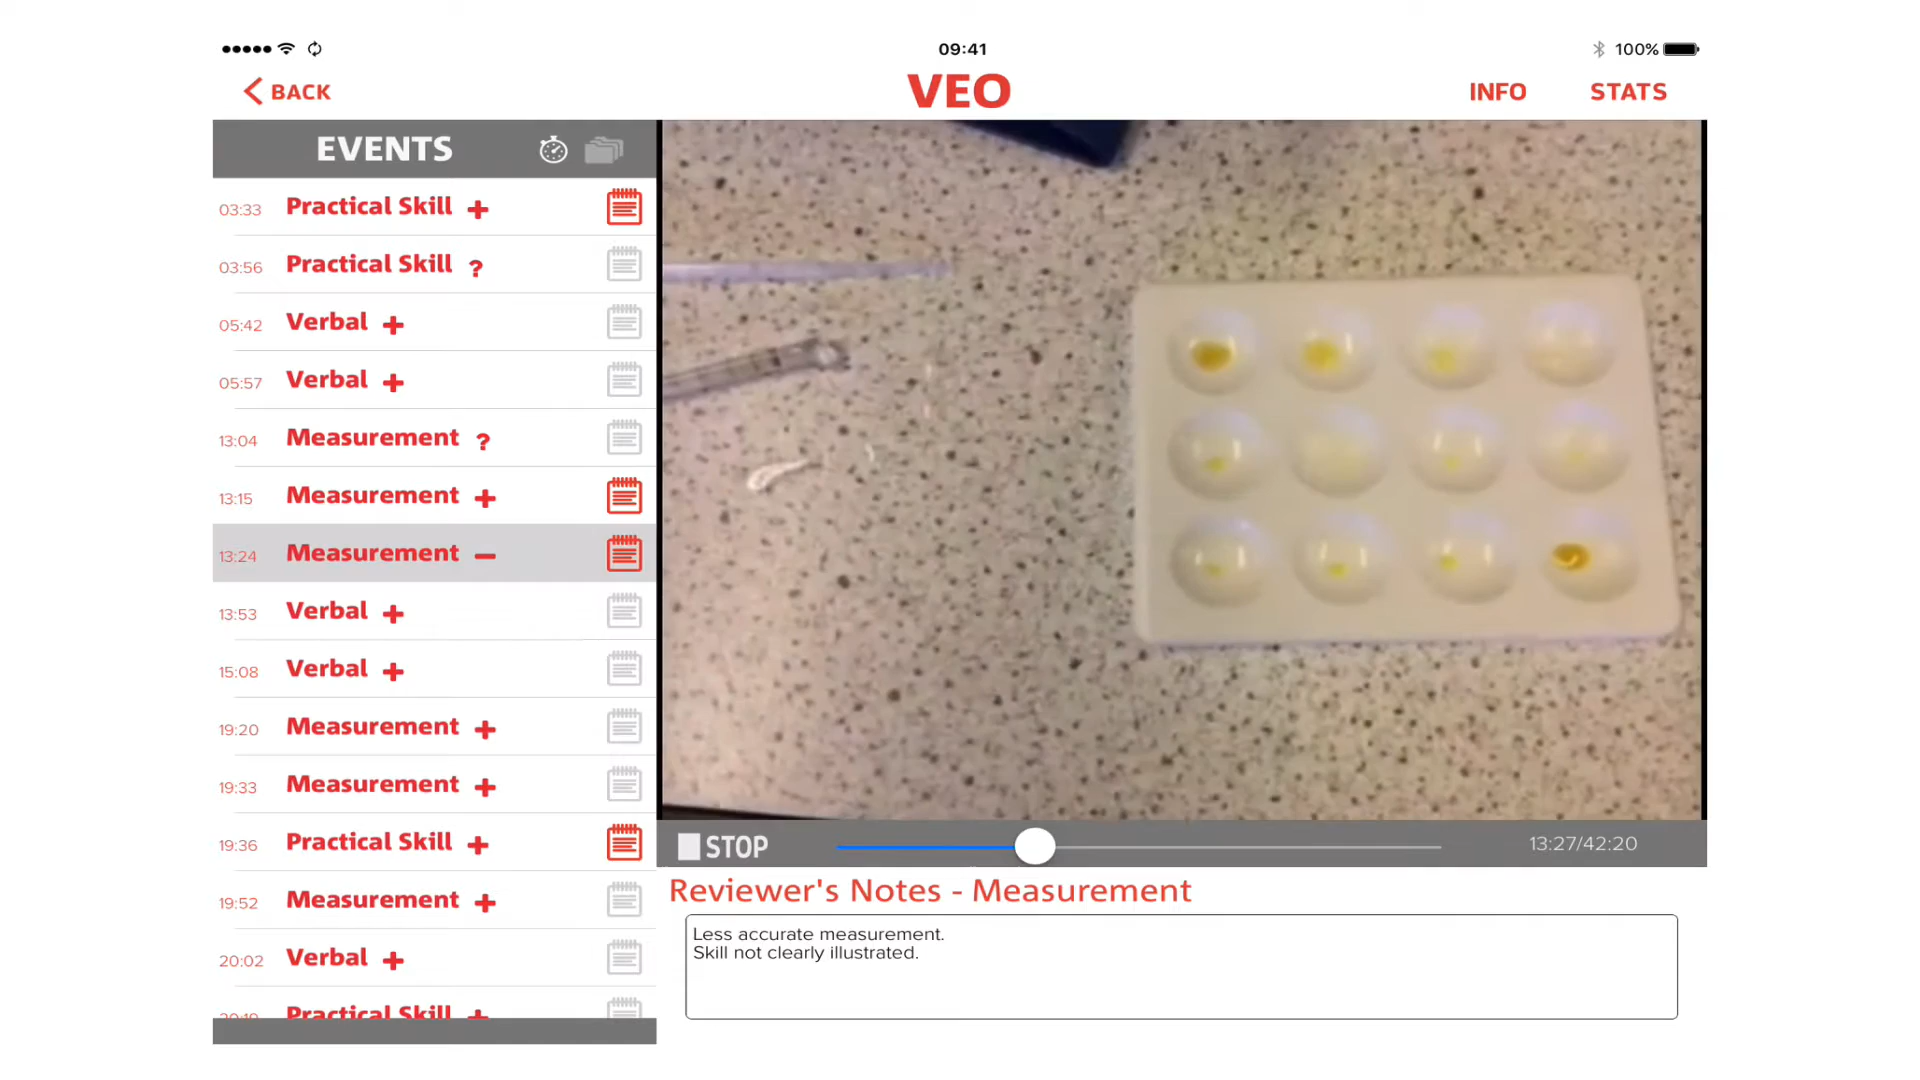 09:41
100%
BACK
VEO
INFO
STATS
EVENTS
03:33 Practical Skill +
03:56 Practical Skill ?
05:42 Verbal +
05:57 Verbal +
13:04 Measurement ?
13:15 Measurement +
13:24 Measurement –
13:53 Verbal +
15:08 Verbal +
19:20 Measurement +
19:33 Measurement +
19:36 Practical Skill +
19:52 Measurement +
20:02 Verbal +
Practical Skill +
STOP
13:27/42:20
Reviewer's Notes - Measurement
Less accurate measurement.
Skill not clearly illustrated.